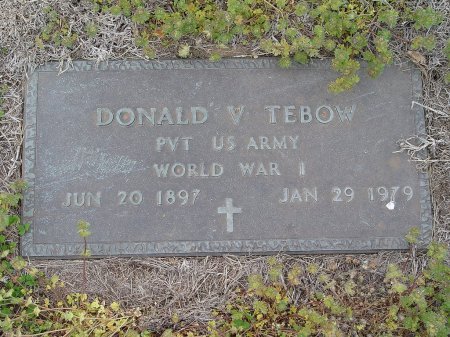 DONALD V TEBOW
PVT US ARMY
WORLD WAR I
JUN 20 1897 JAN 29 1979